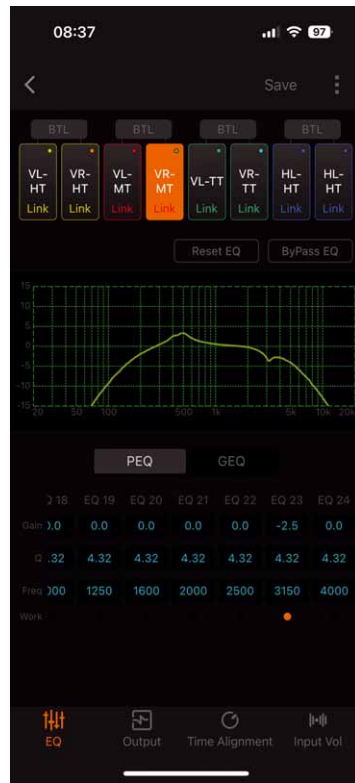 08:37
97
Save
BTL BTL BTL BTL
VL-HT VR-HT VL-MT VR-MT VL-TT VR-TT HL-HT HL-HT
Link Link Link Link Link Link Link Link
Reset EQ ByPass EQ
15
10
5
0
-5
-10
-15
20 50 100 500 1k 5k 10k 20k
PEQ GEQ
EQ 19 EQ 20 EQ 21 EQ 22 EQ 23 EQ 24
Gain 0.0 0.0 0.0 0.0 -2.5 0.0
Q .32 4.32 4.32 4.32 4.32 4.32 4.32
Freq 1250 1600 2000 2500 3150 4000
Work
EQ Output Time Alignment Input Vol